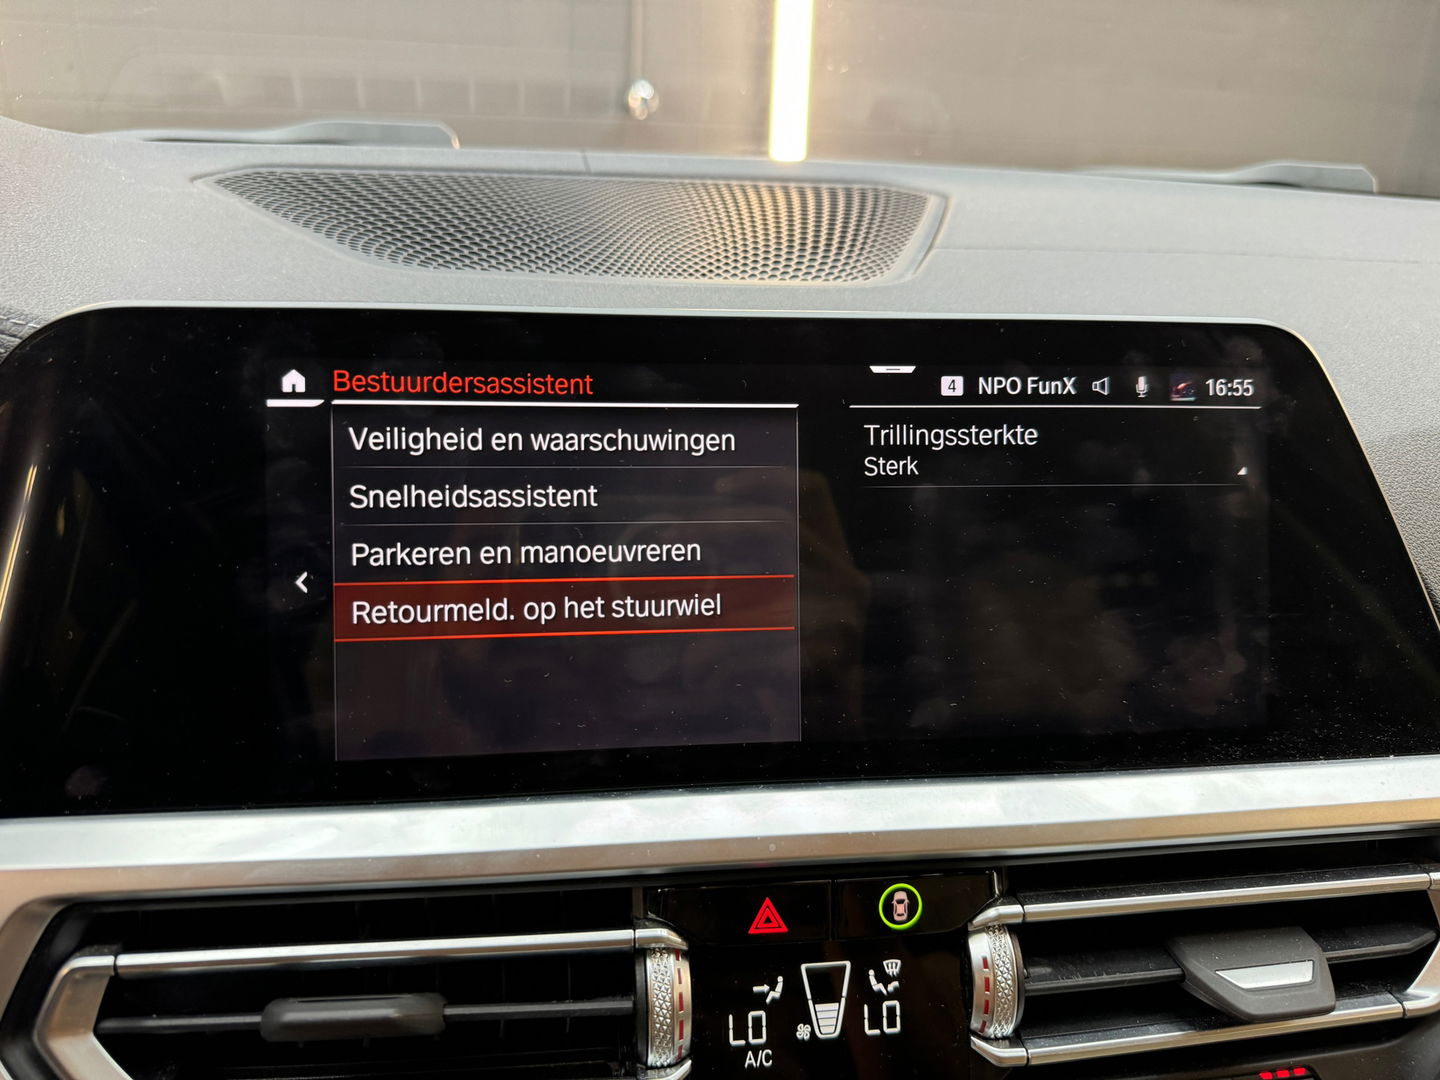 Bestuurdersassistent
4 NPO FunX 16:55
Veiligheid en waarschuwingen
Snelheidsassistent
Parkeren en manoeuvreren
Retourmeld. op het stuurwiel
Trillingssterkte
Sterk
LO LO
A/C